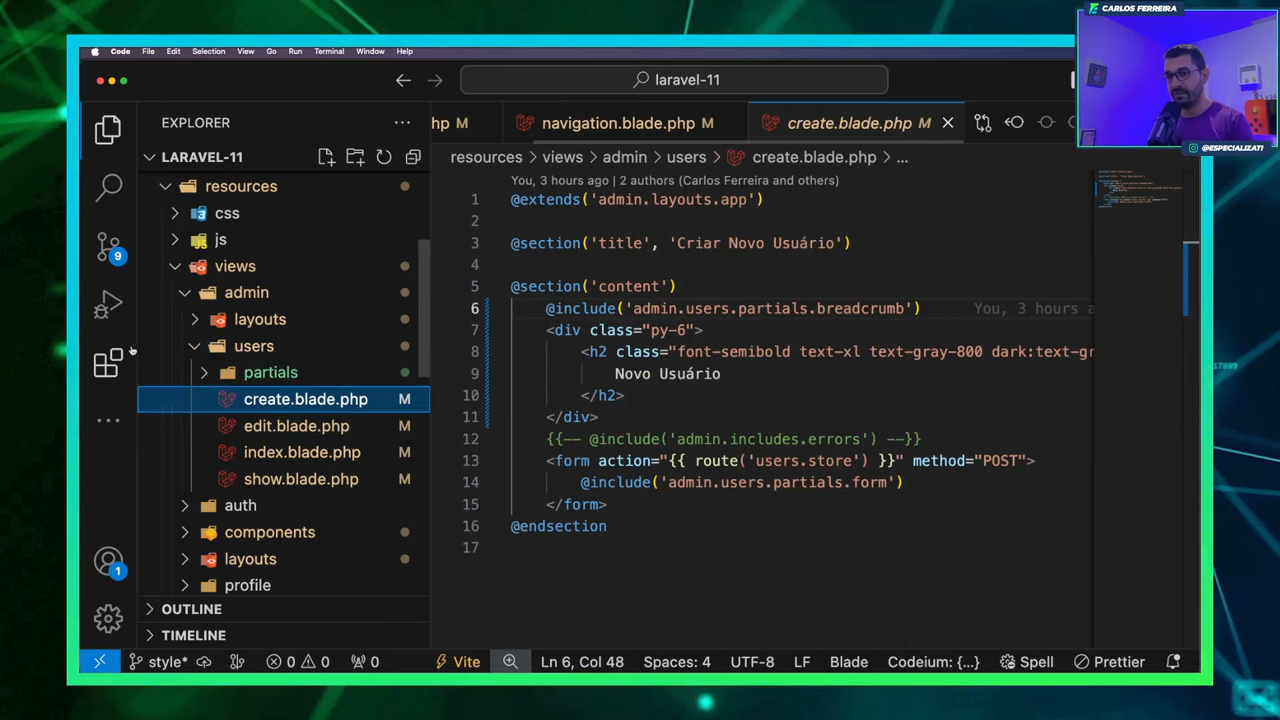 CARLOS FERREIRA
@ESPECIALIZATI
Code File Edit Selection View Go Run Terminal Window Help
laravel-11
EXPLORER
LARAVEL-11
resources
css
js
views
admin
layouts
users
partials
create.blade.php M
edit.blade.php M
index.blade.php M
show.blade.php M
auth
components
layouts
profile
OUTLINE
TIMELINE
9
1
hp M
navigation.blade.php M
create.blade.php M
resources > views > admin > users > create.blade.php > ...
You, 3 hours ago | 2 authors (Carlos Ferreira and others)
1 @extends('admin.layouts.app')
2
3 @section('title', 'Criar Novo Usuário')
4
5 @section('content')
6 @include('admin.users.partials.breadcrumb') You, 3 hours a
7 <div class="py-6">
8 <h2 class="font-semibold text-xl text-gray-800 dark:text-gr
9 Novo Usuário
10 </h2>
11 </div>
12 {{-- @include('admin.includes.errors') --}}
13 <form action="{{ route('users.store') }}" method="POST">
14 @include('admin.users.partials.form')
15 </form>
16 @endsection
17
style* 0 0 0 Vite Ln 6, Col 48 Spaces: 4 UTF-8 LF Blade Codeium: {...} Spell Prettier